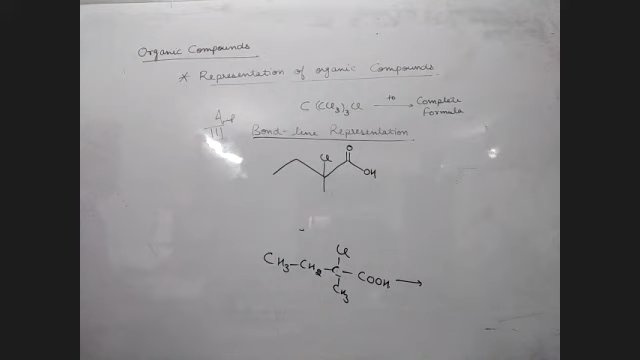 Organic Compounds
* Representation of organic Compounds
C (CH3)3 Cl to → Complete Formula
III Bond-line Representation
Cl O
OH
Cl
CH3-CH2-C-COOH →
CH3